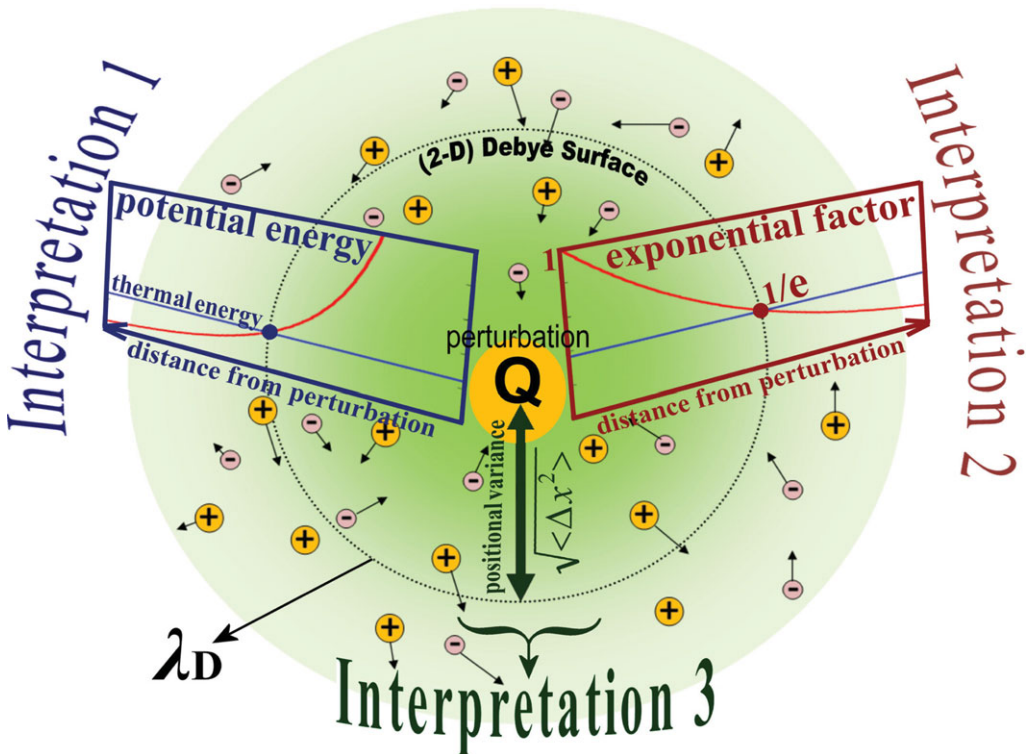 Interpretation 1
Interpretation 2
(2-D) Debye Surface
potential energy
thermal energy
distance from perturbation
1
exponential factor
1/e
distance from perturbation
perturbation
Q
positional variance
√<Δx²>
λD
Interpretation 3